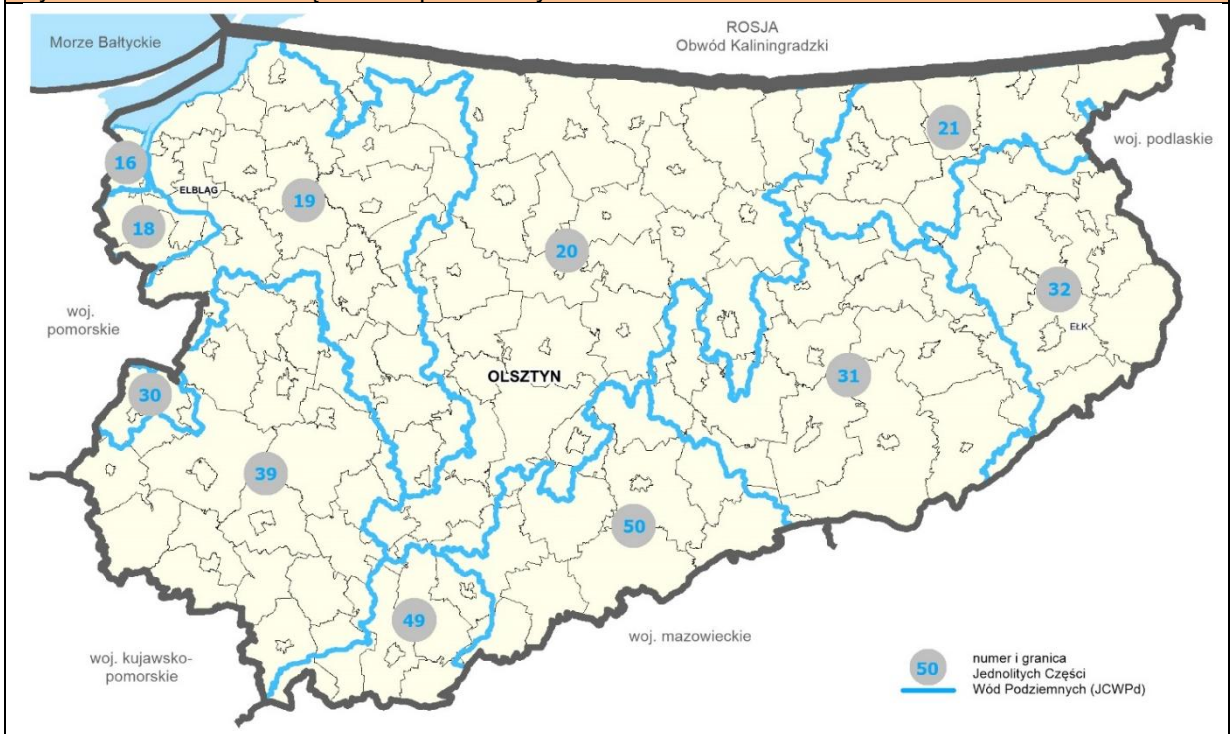 Morze Bałtyckie
ROSJA
Obwód Kaliningradzki
woj. podlaskie
21
16
ELBLĄG
19
18
20
32
EŁK
woj.
pomorskie
30
OLSZTYN
31
39
50
49
woj. mazowieckie
woj. kujawsko-
pomorskie
50
numer i granica
Jednolitych Części
Wód Podziemnych (JCWPd)